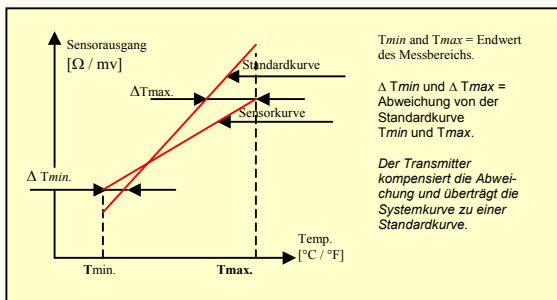 Sensorausgang
[Ω / mv]
Standardkurve
ΔTmax.
Sensorkurve
Δ Tmin.
Temp.
[°C / °F]
Tmin.
Tmax.
Tmin and Tmax = Endwert
des Messbereichs.
Δ Tmin und Δ Tmax =
Abweichung von der
Standardkurve
Tmin und Tmax.
Der Transmitter
kompensiert die Abwei-
chung und überträgt die
Systemkurve zu einer
Standardkurve.